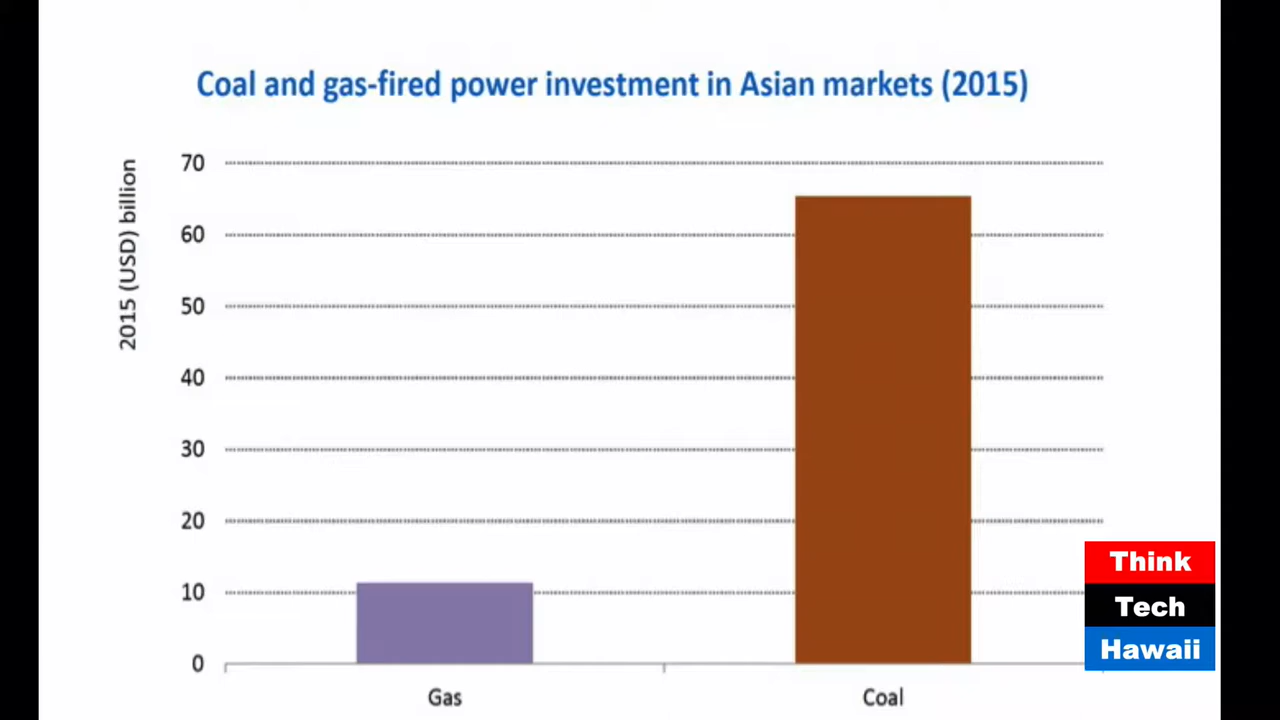 Coal and gas-fired power investment in Asian markets (2015)
2015 (USD) billion
70
60
50
40
30
20
10
0
Gas
Coal
Think
Tech
Hawaii